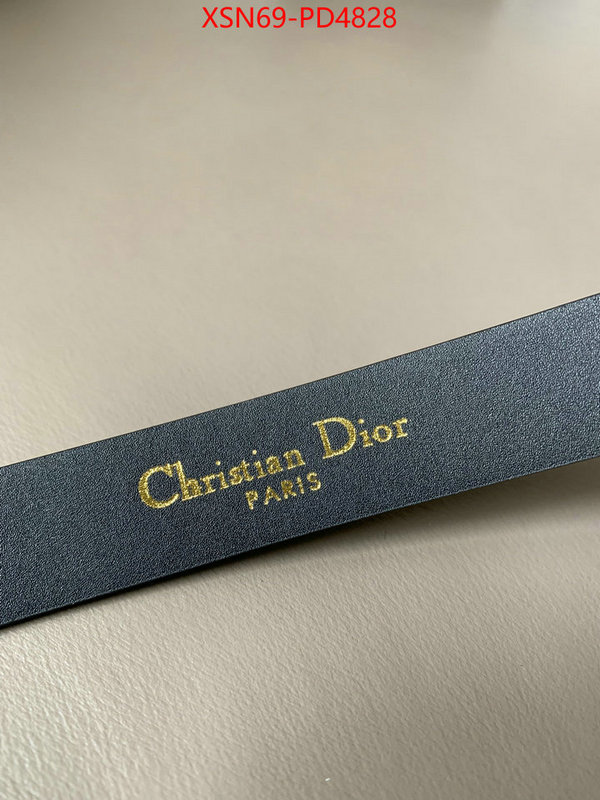 XSN69-PD4828
Christian Dior
PARIS